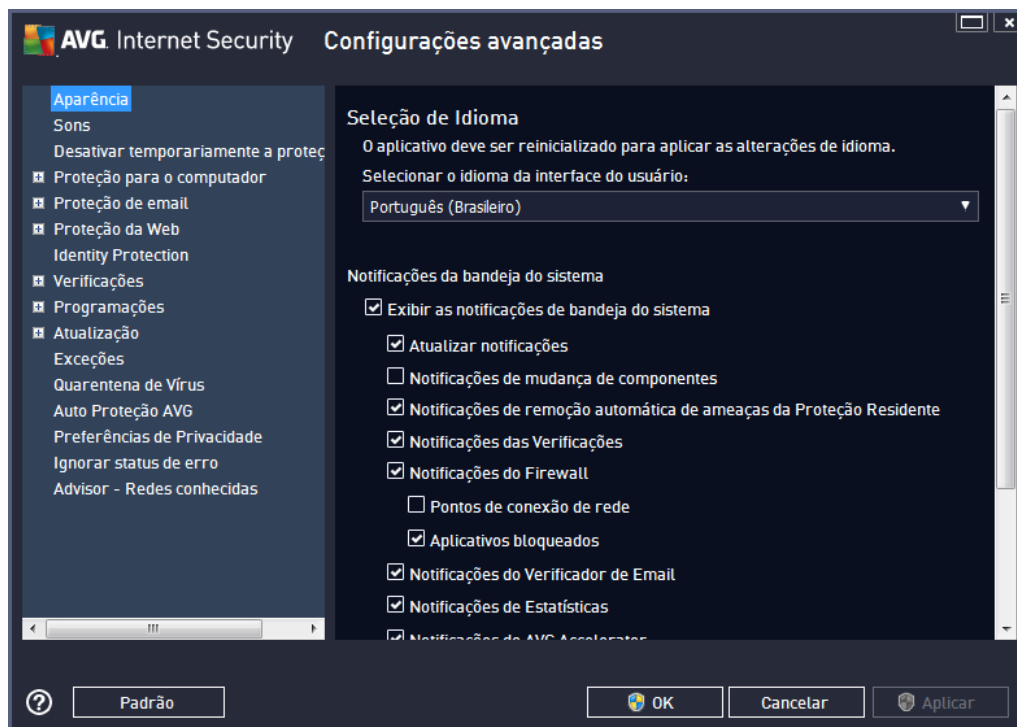 AVG. Internet Security Configurações avançadas
Aparência
Sons
Desativar temporariamente a proteç
Proteção para o computador
Proteção de email
Proteção da Web
Identity Protection
Verificações
Programações
Atualização
Exceções
Quarentena de Vírus
Auto Proteção AVG
Preferências de Privacidade
Ignorar status de erro
Advisor - Redes conhecidas
Seleção de Idioma
O aplicativo deve ser reinicializado para aplicar as alterações de idioma.
Selecionar o idioma da interface do usuário:
Português (Brasileiro)
Notificações da bandeja do sistema
Exibir as notificações de bandeja do sistema
Atualizar notificações
Notificações de mudança de componentes
Notificações de remoção automática de ameaças da Proteção Residente
Notificações das Verificações
Notificações do Firewall
Pontos de conexão de rede
Aplicativos bloqueados
Notificações do Verificador de Email
Notificações de Estatísticas
Notificações do AVG Accelerator
Padrão
OK
Cancelar
Aplicar